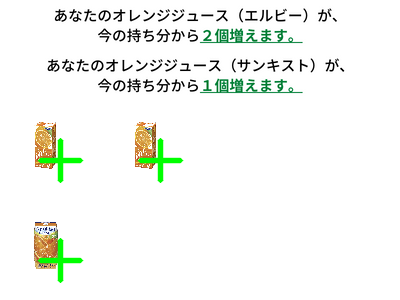 あなたのオレンジジュース（エルビー）が、
今の持ち分から２個増えます。
あなたのオレンジジュース（サンキスト）が、
今の持ち分から１個増えます。